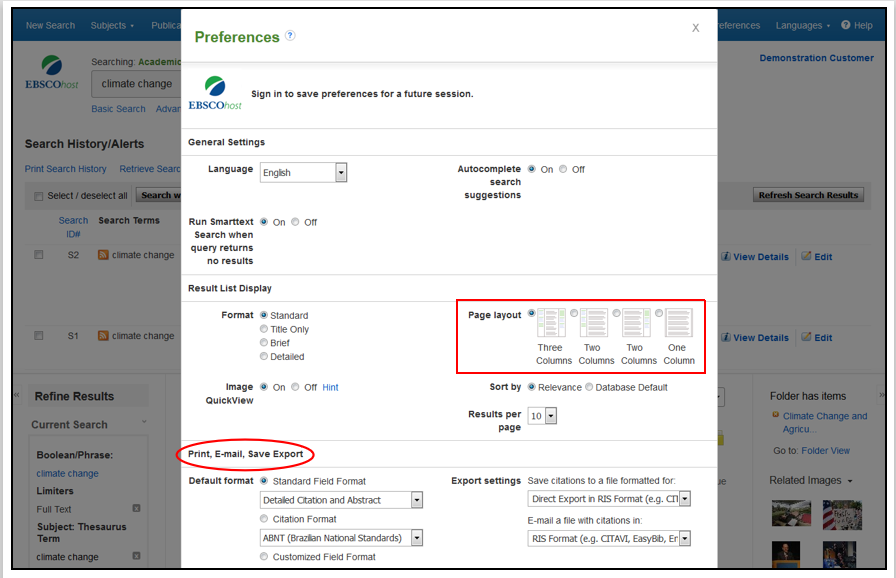 New Search Subjects Publica
references Languages Help
Preferences ?
X
Searching: Academic
Demonstration Customer
EBSCOhost
climate change
Basic Search Advan
EBSCOhost
Sign in to save preferences for a future session.
Search History/Alerts
Print Search History Retrieve Searc
Select / deselect all Search w
Refresh Search Results
Search ID# Search Terms
S2 climate change
View Details Edit
S1 climate change
View Details Edit
General Settings
Language English
Autocomplete search suggestions On Off
Run Smarttext Search when query returns no results On Off
Result List Display
Format Standard
Title Only
Brief
Detailed
Page layout
Three Columns
Two Columns
Two Columns
One Column
Image QuickView On Off Hint
Sort by Relevance Database Default
Results per page 10
Print, E-mail, Save Export
Default format Standard Field Format
Detailed Citation and Abstract
Citation Format
ABNT (Brazilian National Standards)
Customized Field Format
Export settings Save citations to a file formatted for:
Direct Export in RIS Format (e.g. CIT
E-mail a file with citations in:
RIS Format (e.g. CITAVI, EasyBib, En
« Refine Results
Current Search
Boolean/Phrase:
climate change
Limiters
Full Text x
Subject: Thesaurus
Term
climate change x
Folder has items »
Climate Change and
Agricu...
Go to: Folder View
Related Images
ue